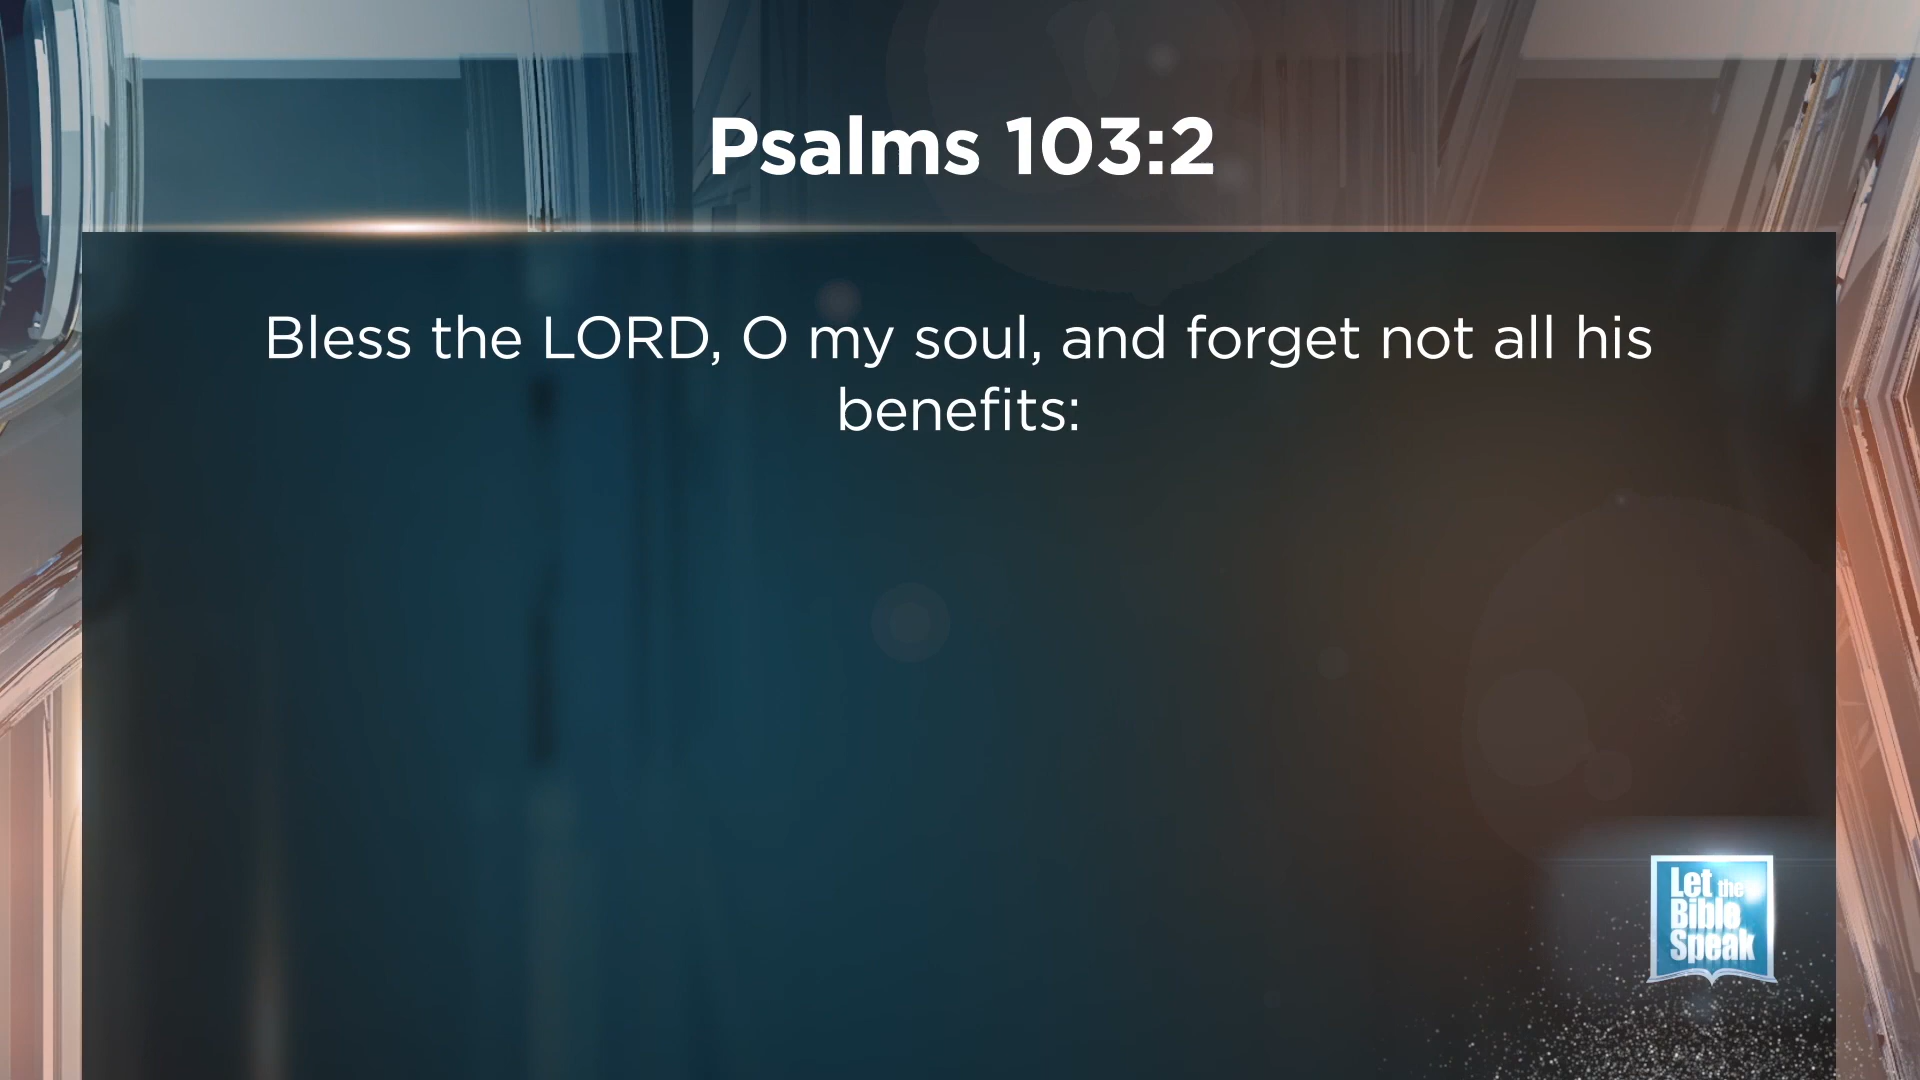 Psalms 103:2
Bless the LORD, O my soul, and forget not all his
benefits:
Let the
Bible
Speak